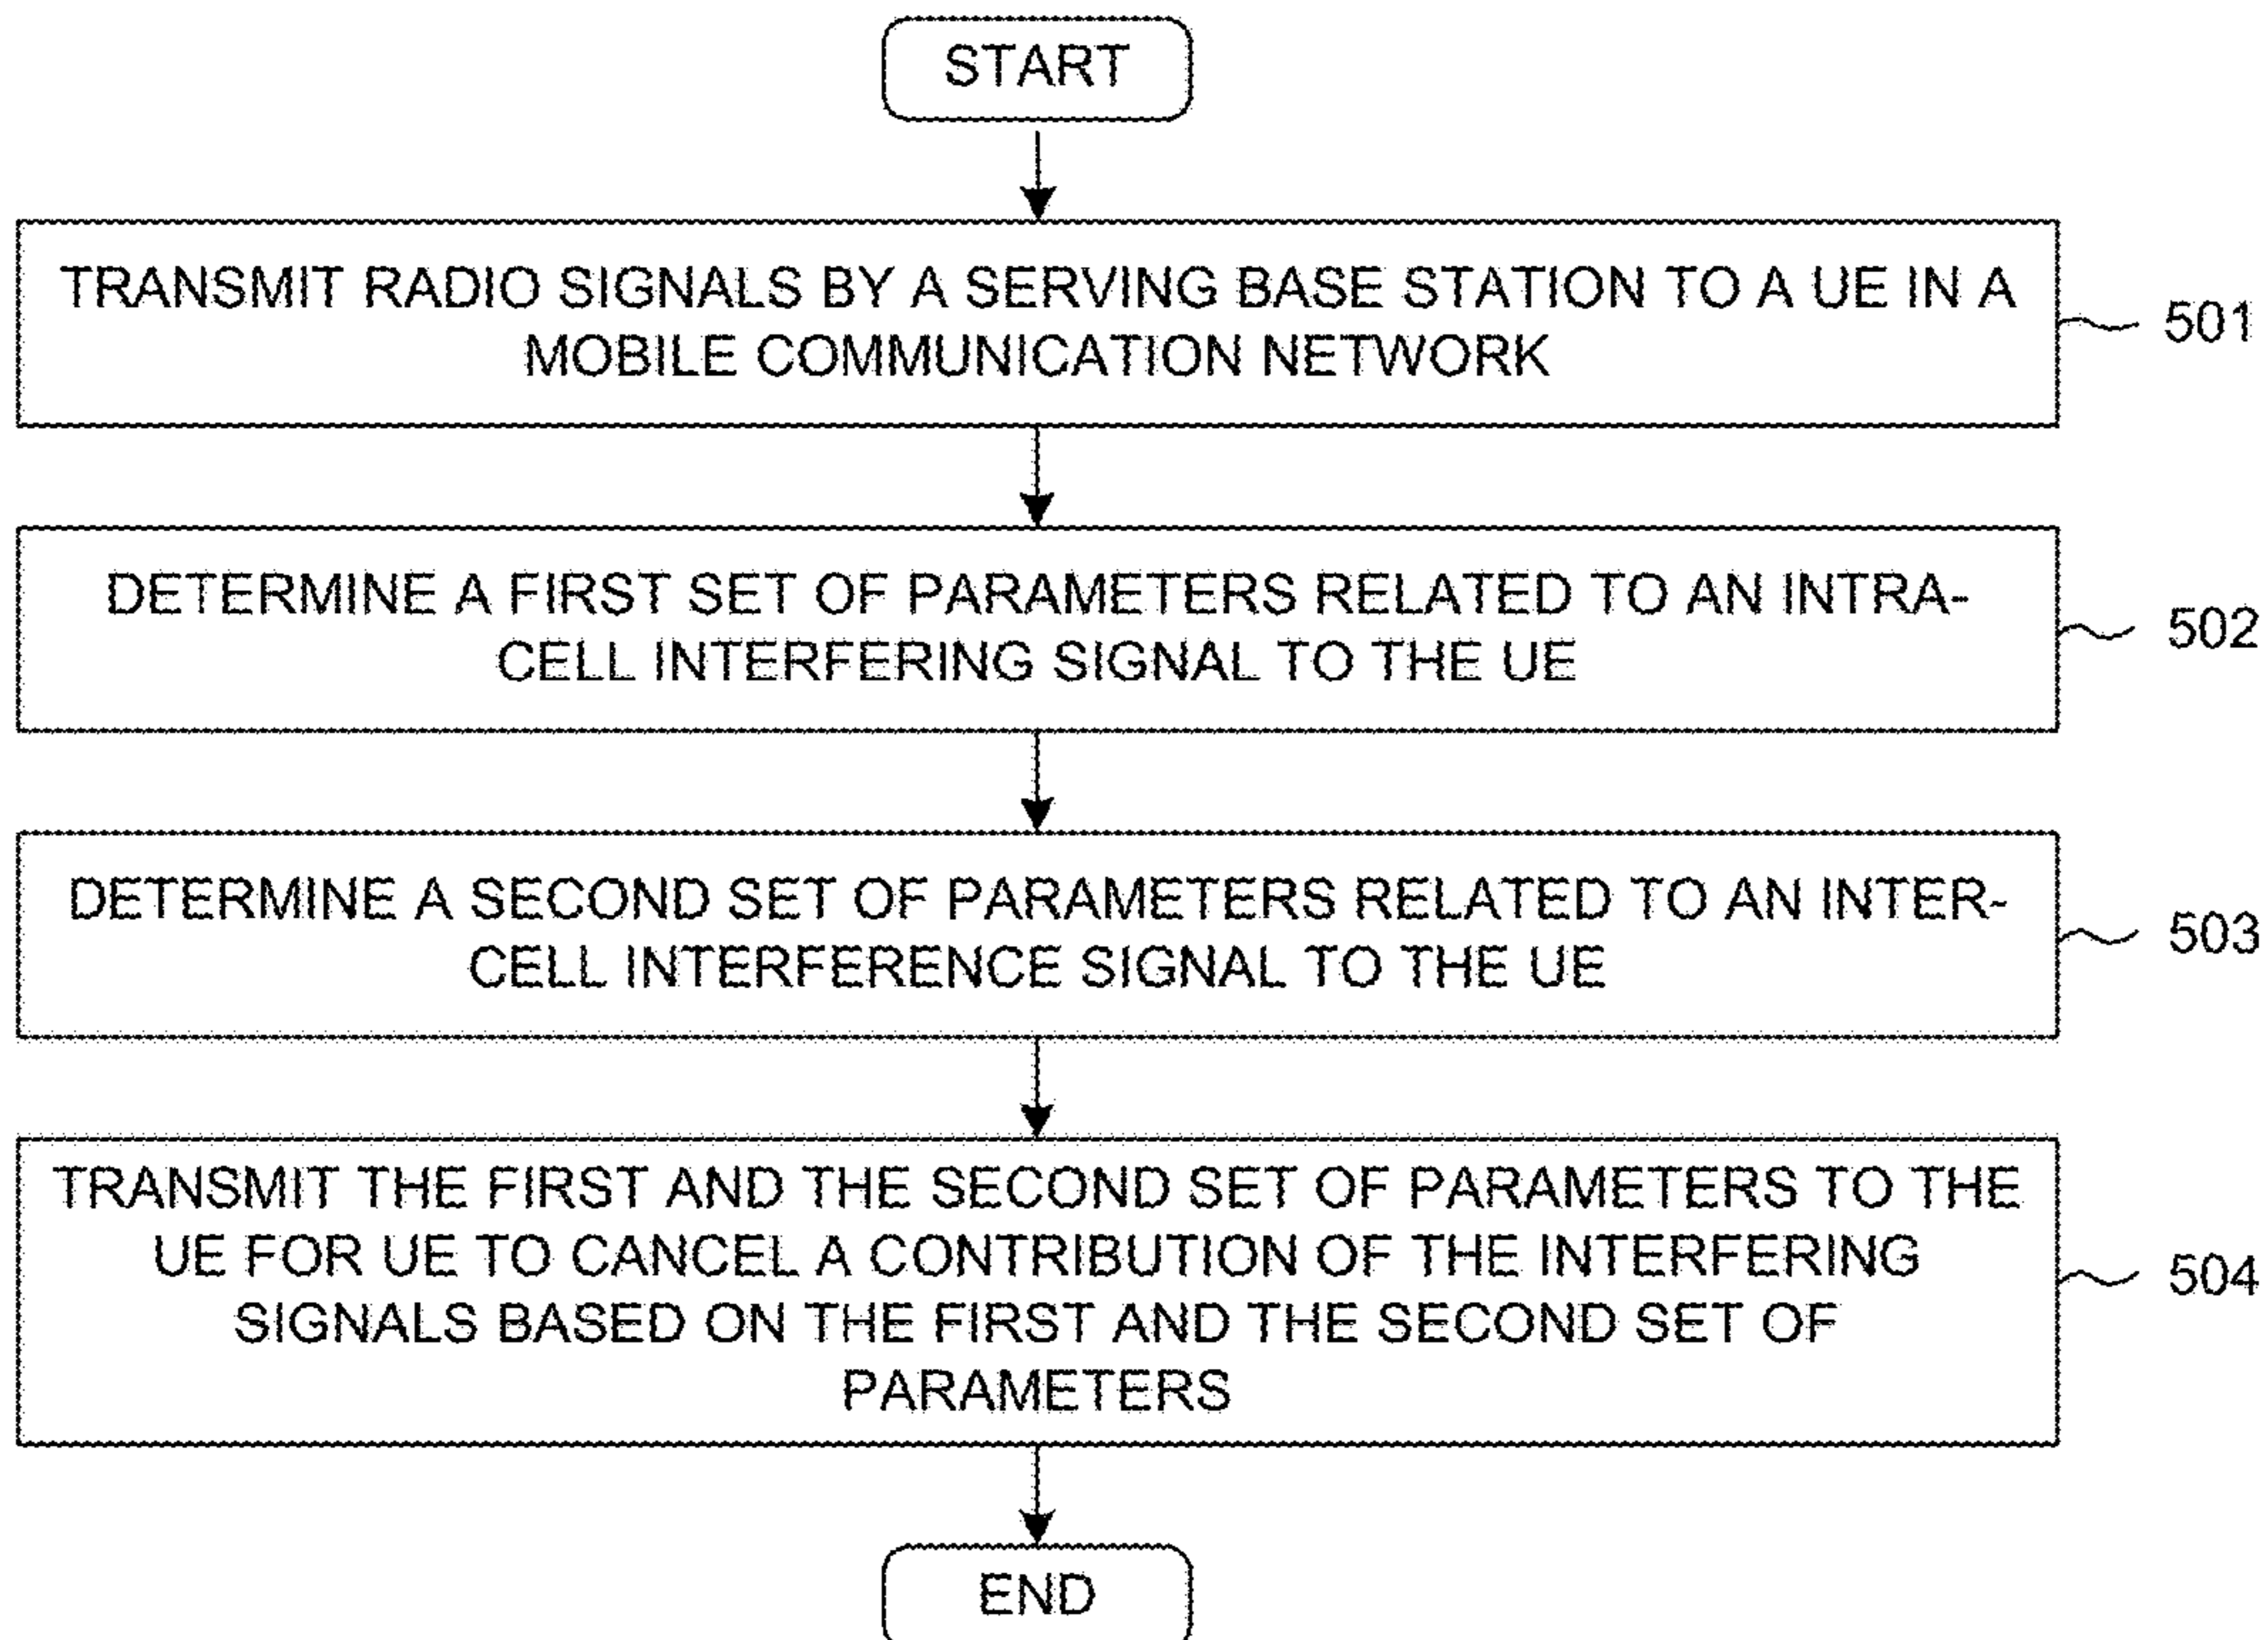 START
TRANSMIT RADIO SIGNALS BY A SERVING BASE STATION TO A UE IN A
MOBILE COMMUNICATION NETWORK
501
DETERMINE A FIRST SET OF PARAMETERS RELATED TO AN INTRA-
CELL INTERFERING SIGNAL TO THE UE
502
DETERMINE A SECOND SET OF PARAMETERS RELATED TO AN INTER-
CELL INTERFERENCE SIGNAL TO THE UE
503
TRANSMIT THE FIRST AND THE SECOND SET OF PARAMETERS TO THE
UE FOR UE TO CANCEL A CONTRIBUTION OF THE INTERFERING
SIGNALS BASED ON THE FIRST AND THE SECOND SET OF
PARAMETERS
504
END